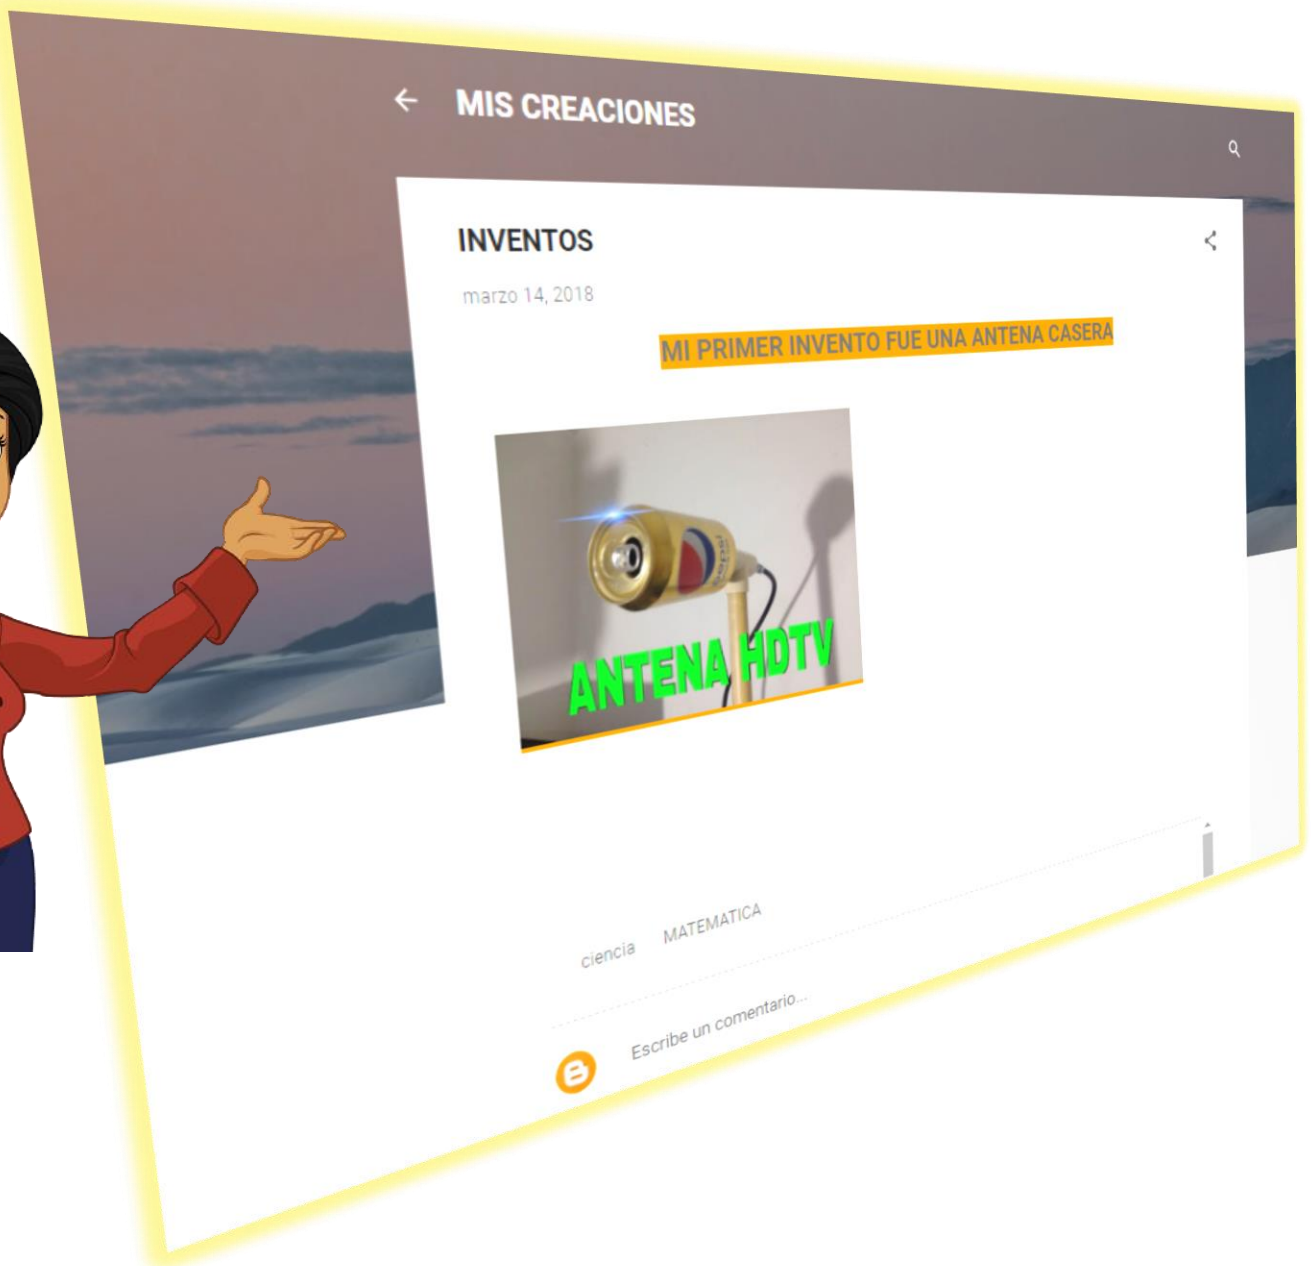 MIS CREACIONES
INVENTOS
marzo 14, 2018
MI PRIMER INVENTO FUE UNA ANTENA CASERA
pepsi
ANTENA HDTV
ciencia MATEMATICA
Escribe un comentario...